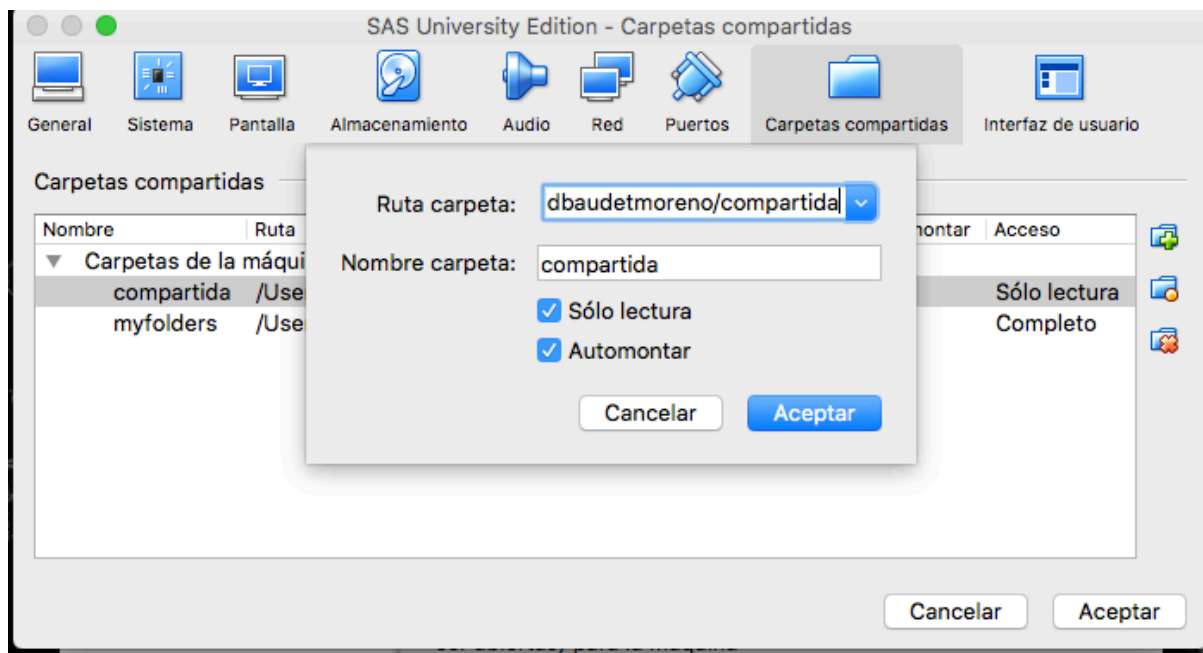 SAS University Edition - Carpetas compartidas
General Sistema Pantalla Almacenamiento Audio Red Puertos Carpetas compartidas Interfaz de usuario
Carpetas compartidas
Ruta carpeta: dbaudetmoreno/compartida
Nombre Ruta montar Acceso
Carpetas de la máqui
Nombre carpeta: compartida
compartida /Use Sólo lectura
Sólo lectura
myfolders /Use Completo
Automontar
Cancelar Aceptar
Cancelar Aceptar